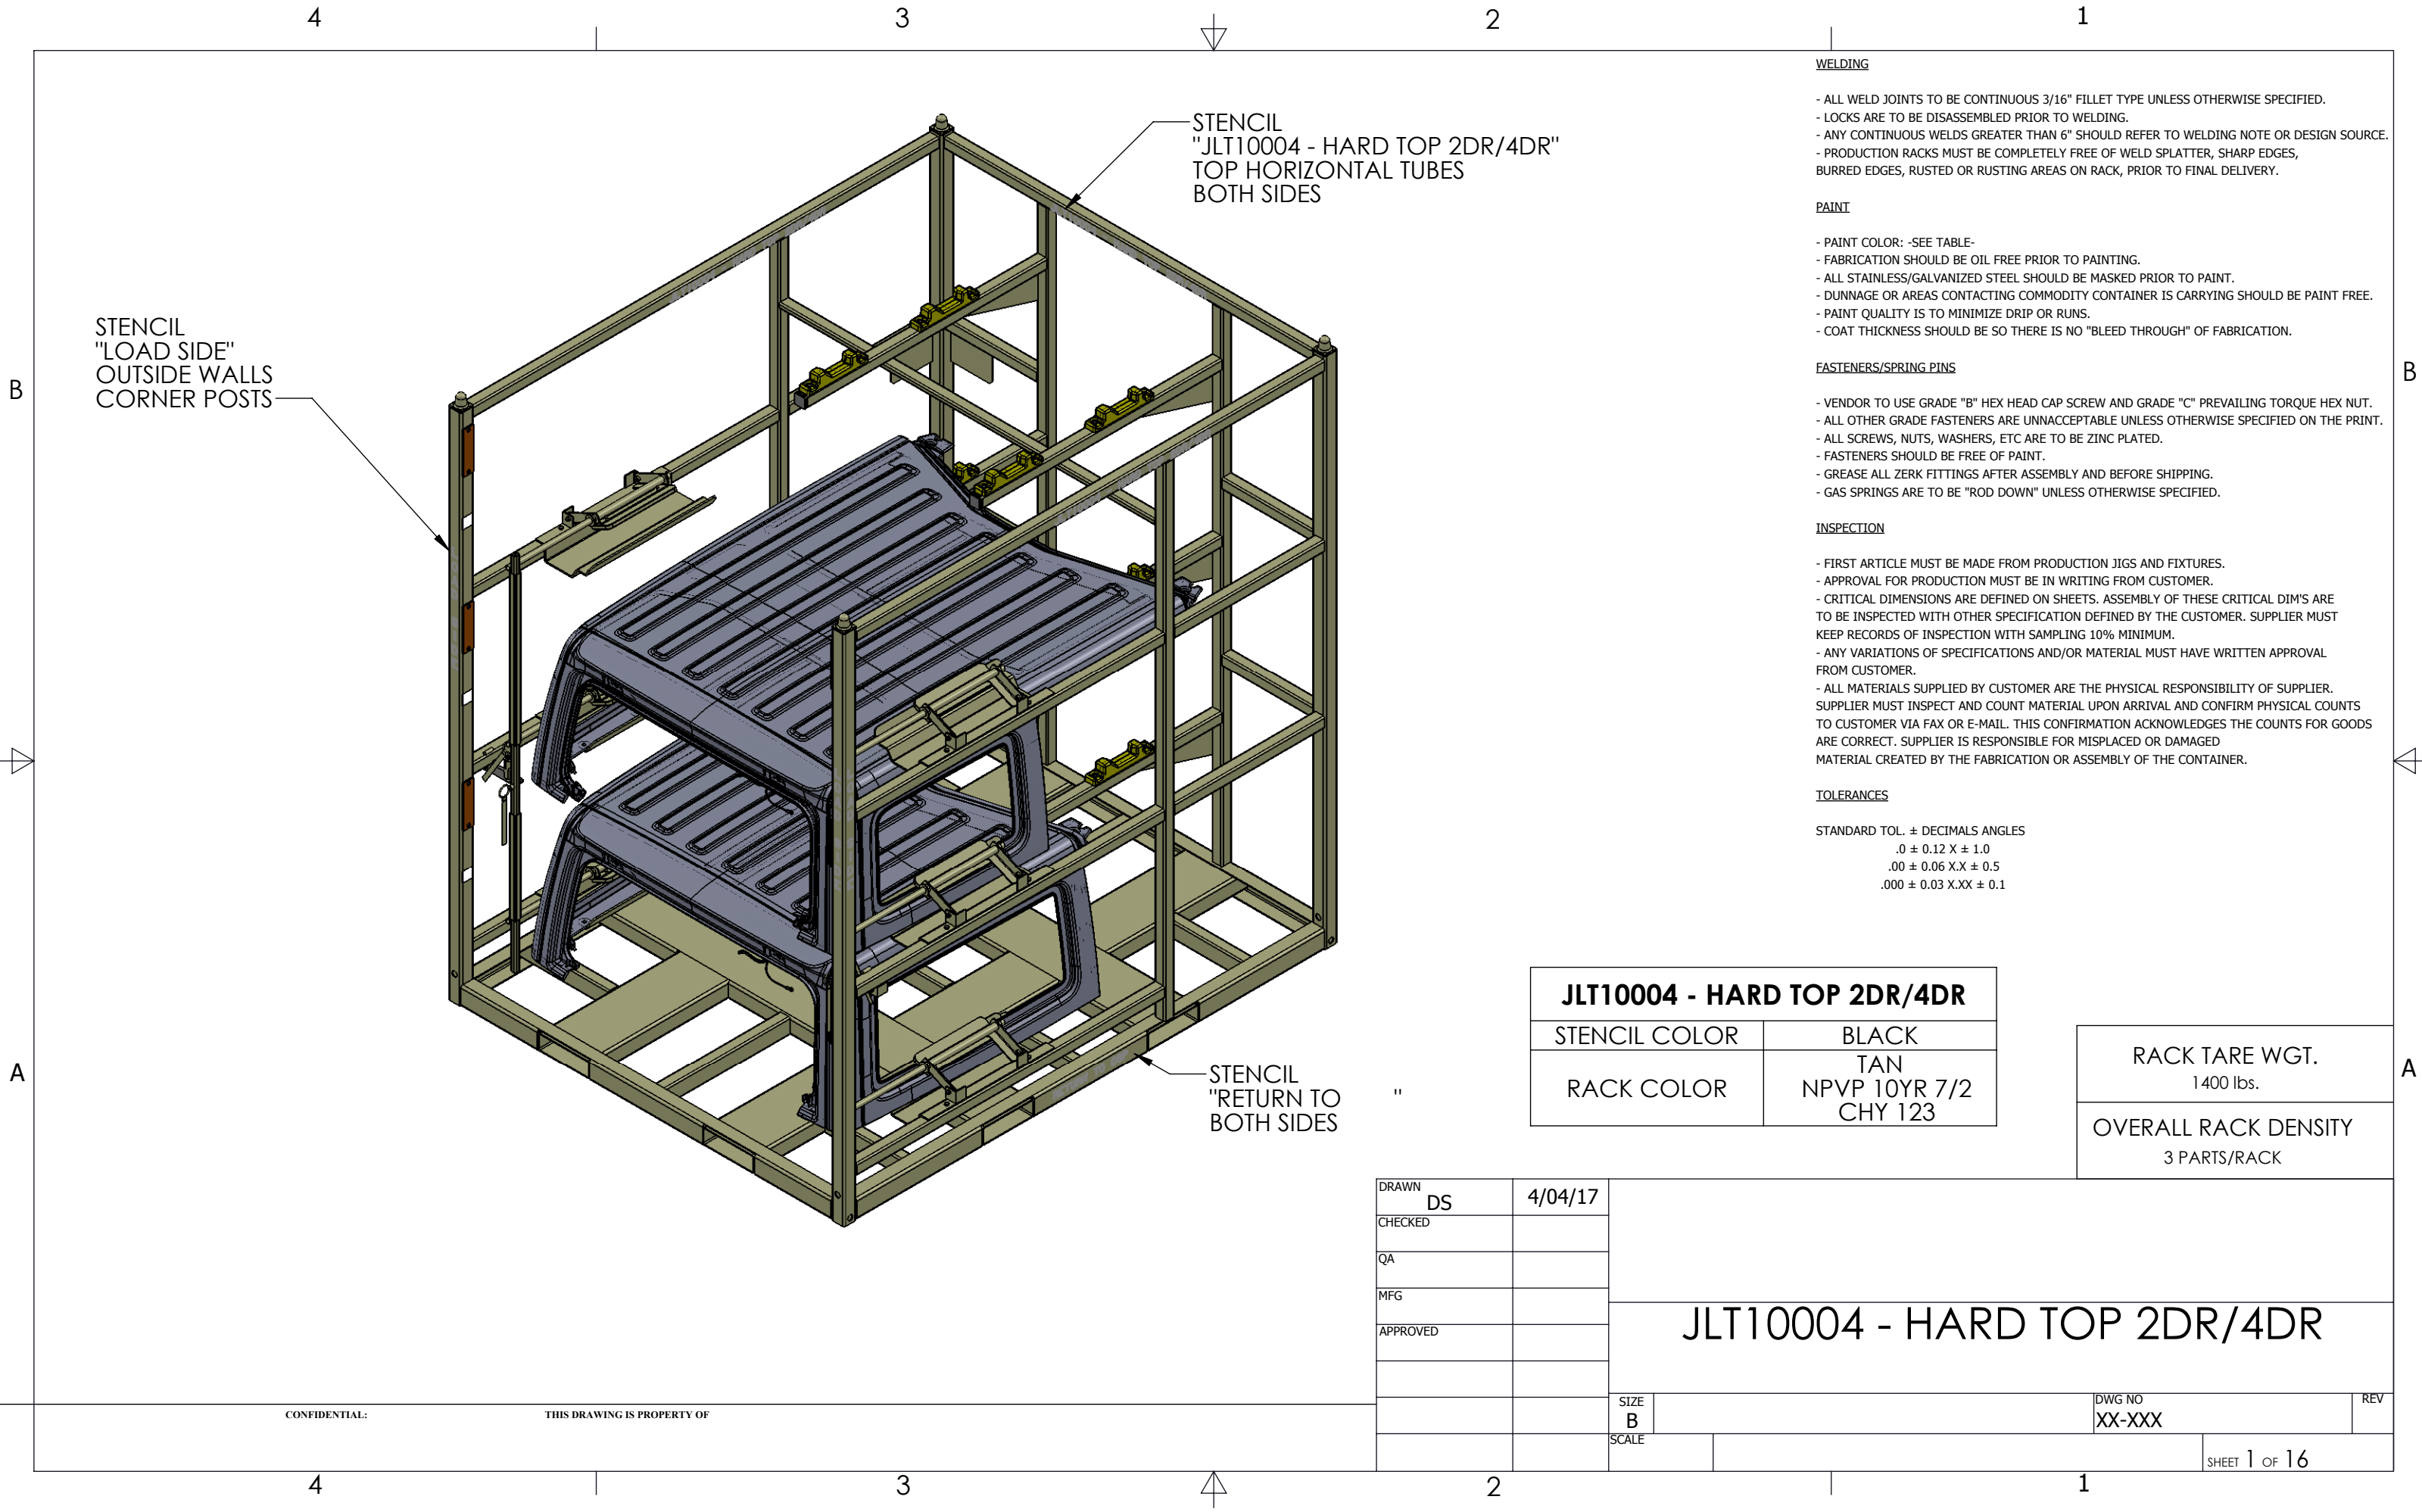 4
3
2
1
WELDING
- ALL WELD JOINTS TO BE CONTINUOUS 3/16" FILLET TYPE UNLESS OTHERWISE SPECIFIED.
- LOCKS ARE TO BE DISASSEMBLED PRIOR TO WELDING.
- ANY CONTINUOUS WELDS GREATER THAN 6" SHOULD REFER TO WELDING NOTE OR DESIGN SOURCE.
- PRODUCTION RACKS MUST BE COMPLETELY FREE OF WELD SPLATTER, SHARP EDGES,
BURRED EDGES, RUSTED OR RUSTING AREAS ON RACK, PRIOR TO FINAL DELIVERY.
PAINT
- PAINT COLOR: -SEE TABLE-
- FABRICATION SHOULD BE OIL FREE PRIOR TO PAINTING.
- ALL STAINLESS/GALVANIZED STEEL SHOULD BE MASKED PRIOR TO PAINT.
- DUNNAGE OR AREAS CONTACTING COMMODITY CONTAINER IS CARRYING SHOULD BE PAINT FREE.
- PAINT QUALITY IS TO MINIMIZE DRIP OR RUNS.
- COAT THICKNESS SHOULD BE SO THERE IS NO "BLEED THROUGH" OF FABRICATION.
FASTENERS/SPRING PINS
- VENDOR TO USE GRADE "B" HEX HEAD CAP SCREW AND GRADE "C" PREVAILING TORQUE HEX NUT.
- ALL OTHER GRADE FASTENERS ARE UNNACCEPTABLE UNLESS OTHERWISE SPECIFIED ON THE PRINT.
- ALL SCREWS, NUTS, WASHERS, ETC ARE TO BE ZINC PLATED.
- FASTENERS SHOULD BE FREE OF PAINT.
- GREASE ALL ZERK FITTINGS AFTER ASSEMBLY AND BEFORE SHIPPING.
- GAS SPRINGS ARE TO BE "ROD DOWN" UNLESS OTHERWISE SPECIFIED.
INSPECTION
- FIRST ARTICLE MUST BE MADE FROM PRODUCTION JIGS AND FIXTURES.
- APPROVAL FOR PRODUCTION MUST BE IN WRITING FROM CUSTOMER.
- CRITICAL DIMENSIONS ARE DEFINED ON SHEETS. ASSEMBLY OF THESE CRITICAL DIM'S ARE
TO BE INSPECTED WITH OTHER SPECIFICATION DEFINED BY THE CUSTOMER. SUPPLIER MUST
KEEP RECORDS OF INSPECTION WITH SAMPLING 10% MINIMUM.
- ANY VARIATIONS OF SPECIFICATIONS AND/OR MATERIAL MUST HAVE WRITTEN APPROVAL
FROM CUSTOMER.
- ALL MATERIALS SUPPLIED BY CUSTOMER ARE THE PHYSICAL RESPONSIBILITY OF SUPPLIER.
SUPPLIER MUST INSPECT AND COUNT MATERIAL UPON ARRIVAL AND CONFIRM PHYSICAL COUNTS
TO CUSTOMER VIA FAX OR E-MAIL. THIS CONFIRMATION ACKNOWLEDGES THE COUNTS FOR GOODS
ARE CORRECT. SUPPLIER IS RESPONSIBLE FOR MISPLACED OR DAMAGED
MATERIAL CREATED BY THE FABRICATION OR ASSEMBLY OF THE CONTAINER.
TOLERANCES
STANDARD TOL. ± DECIMALS ANGLES
.0 ± 0.12 X ± 1.0
.00 ± 0.06 X.X ± 0.5
.000 ± 0.03 X.XX ± 0.1
STENCIL
"JLT10004 - HARD TOP 2DR/4DR"
TOP HORIZONTAL TUBES
BOTH SIDES
STENCIL
"LOAD SIDE"
OUTSIDE WALLS
CORNER POSTS
B
B
STENCIL
"RETURN TO "
BOTH SIDES
A
A
JLT10004 - HARD TOP 2DR/4DR
STENCIL COLOR BLACK
RACK COLOR
TAN
NPVP 10YR 7/2
CHY 123
RACK TARE WGT.
1400 lbs.
OVERALL RACK DENSITY
3 PARTS/RACK
DRAWN
DS 4/04/17
CHECKED
QA
MFG
APPROVED
JLT10004 - HARD TOP 2DR/4DR
SIZE
B
DWG NO
XX-XXX
REV
SCALE
SHEET 1 OF 16
CONFIDENTIAL: THIS DRAWING IS PROPERTY OF
4
3
2
1